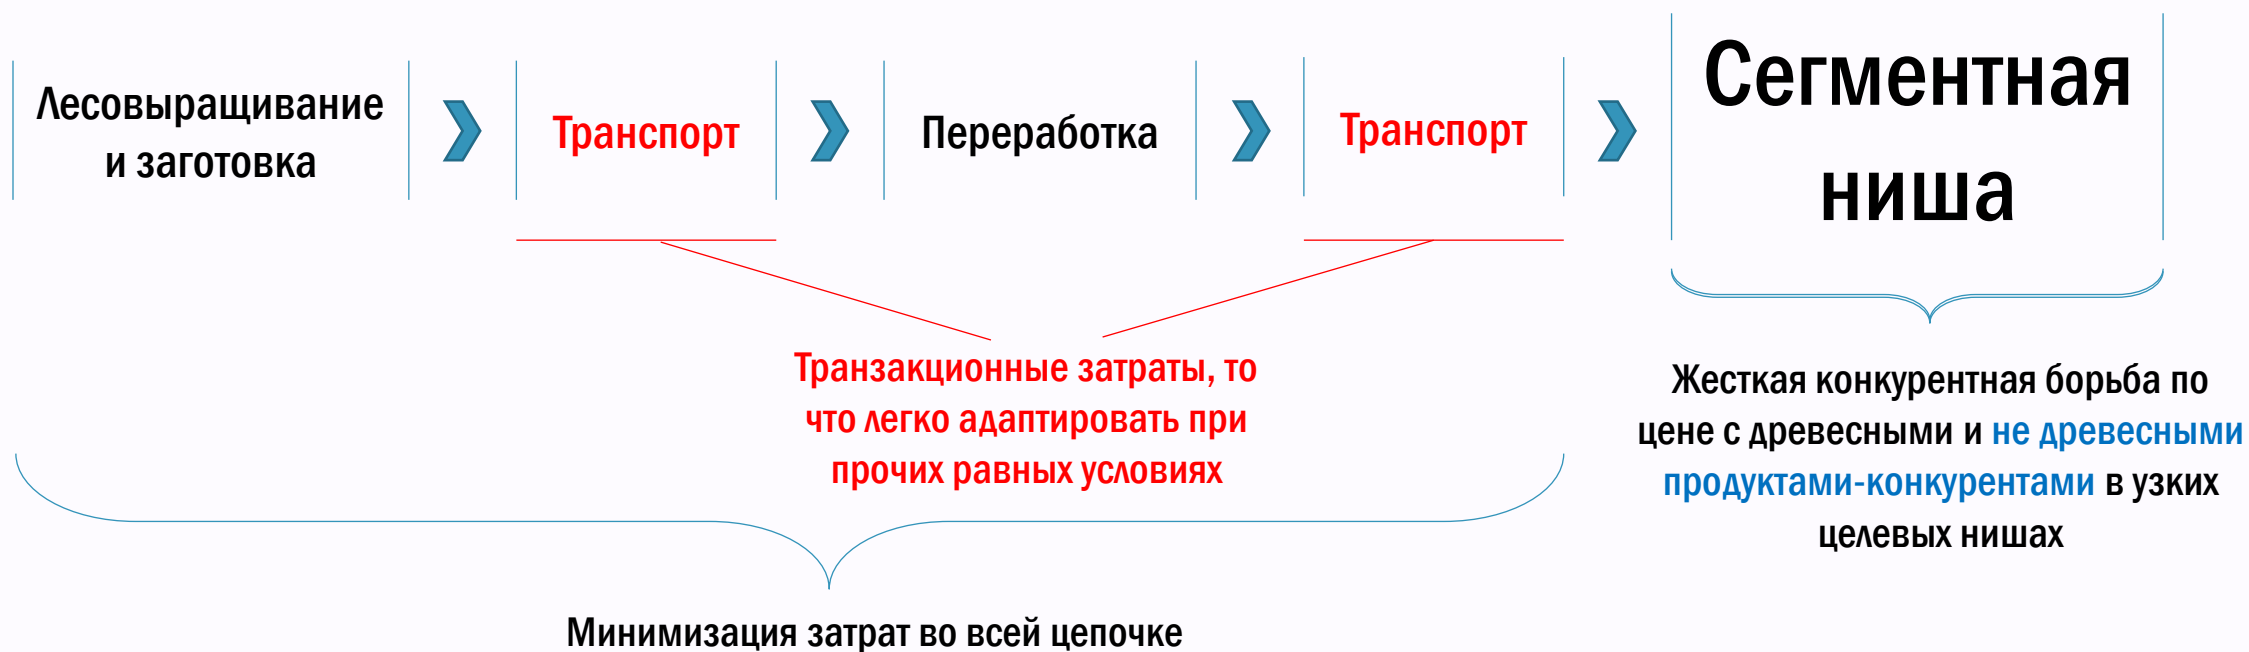 Лесовыращивание
и заготовка
Транспорт
Переработка
Транспорт
Сегментная
ниша
Транзакционные затраты, то
что легко адаптировать при
прочих равных условиях
Жесткая конкурентная борьба по
цене с древесными и не древесными
продуктами-конкурентами в узких
целевых нишах
Минимизация затрат во всей цепочке